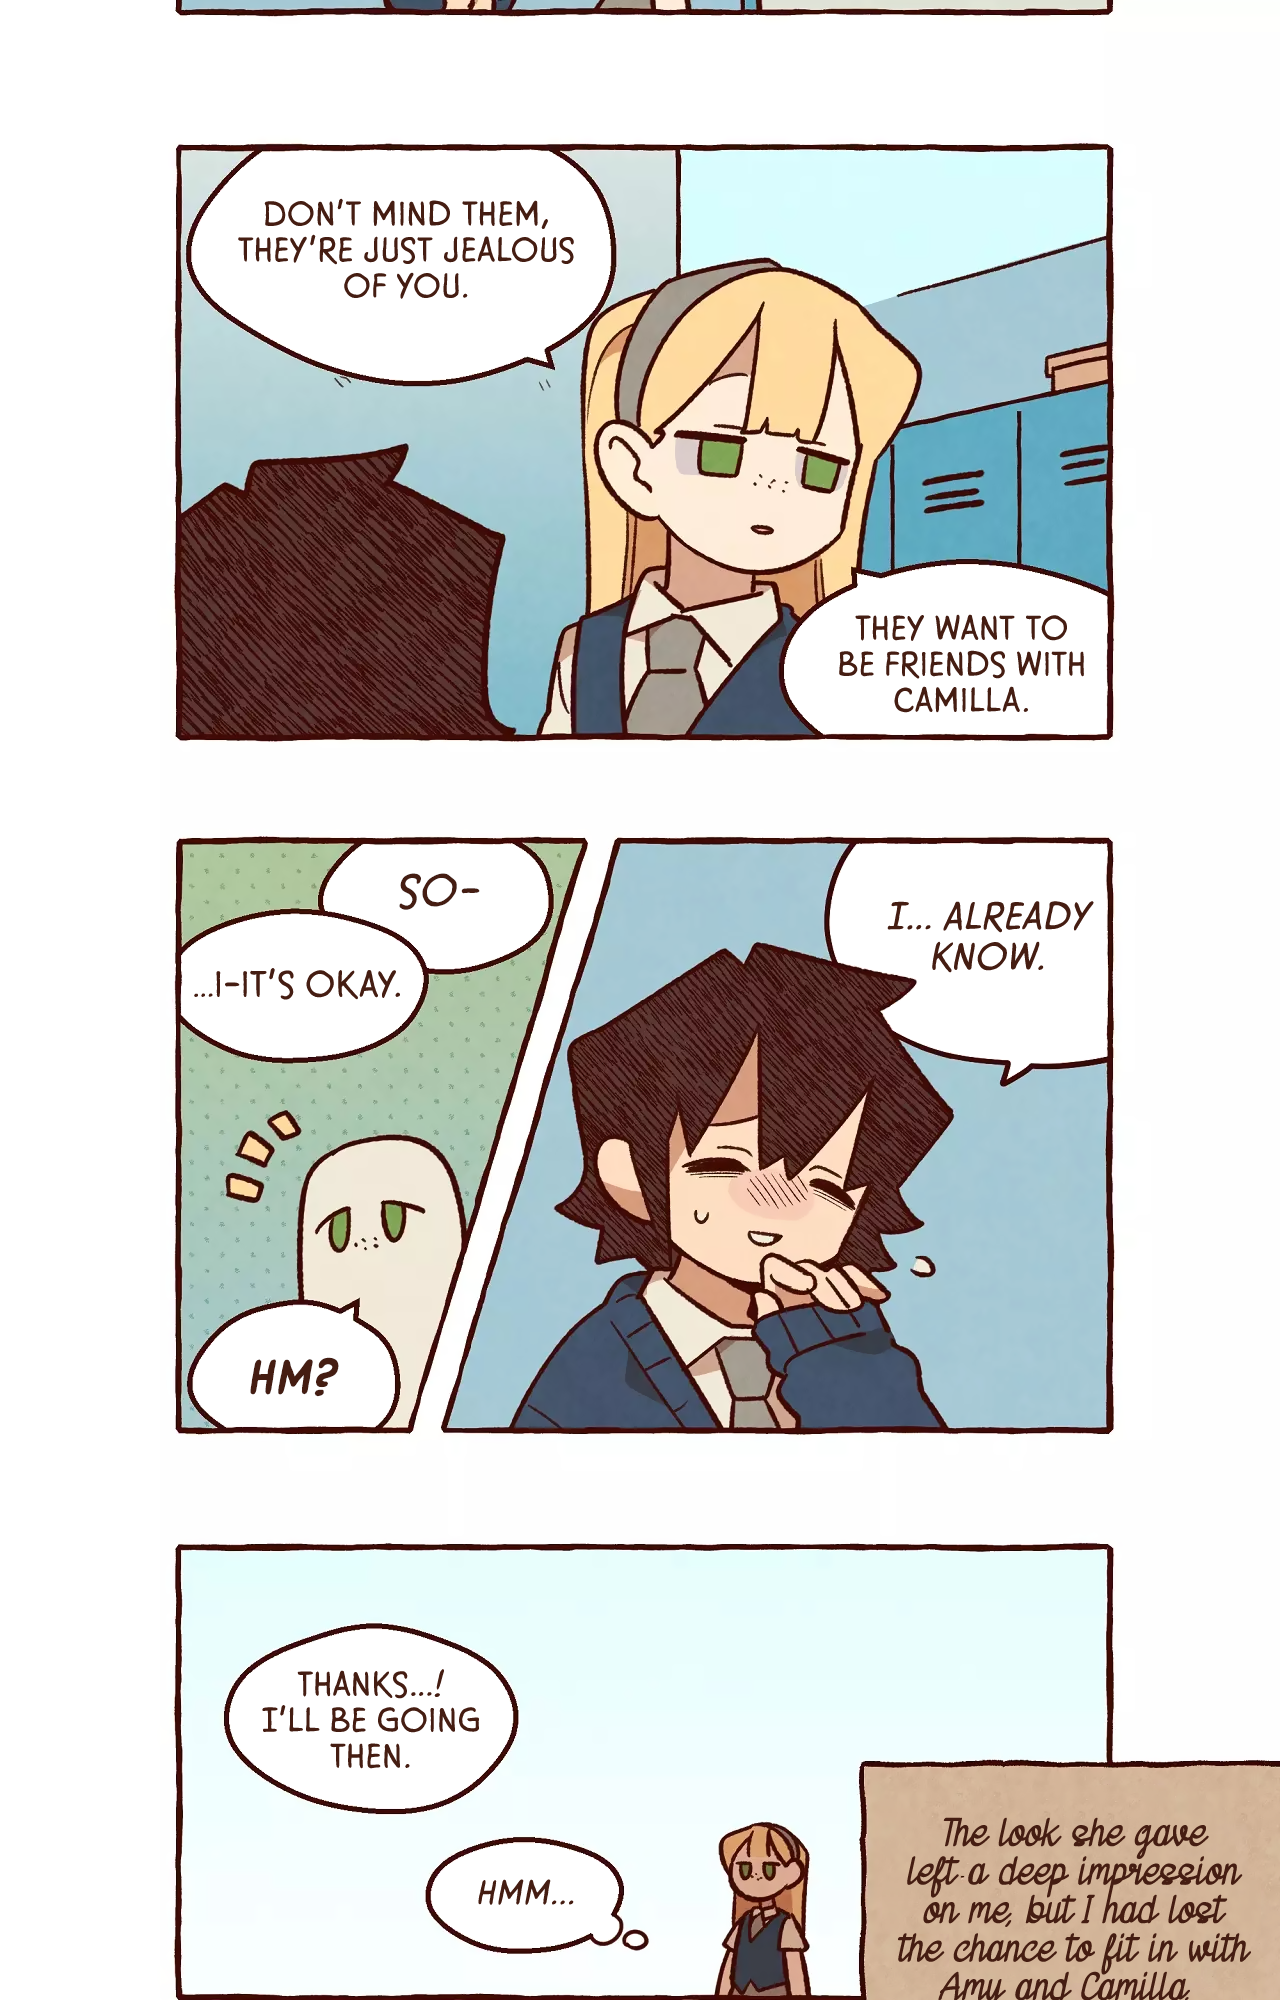 DON'T MIND THEM,
THEY'RE JUST JEALOUS
OF YOU.
THEY WANT TO
BE FRIENDS WITH
CAMILLA.
SO-
...I-IT'S OKAY.
HM?
I... ALREADY
KNOW.
THANKS...!
I'LL BE GOING
THEN.
HMM...
The look she gave
left a deep impression
on me, but I had lost
the chance to fit in with
Amy and Camilla.